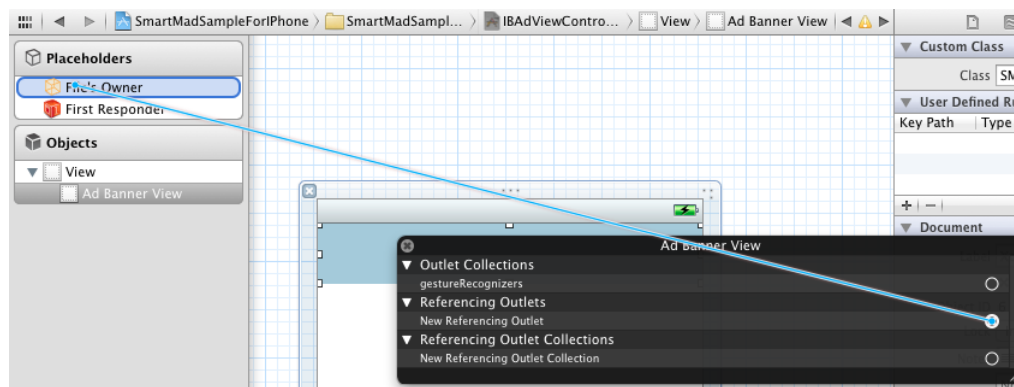 SmartMadSampleForIPhone SmartMadSampl... IBAdViewContro... View Ad Banner View
Placeholders
File's Owner
First Responder
Objects
View
Ad Banner View
Ad Banner View
Outlet Collections
gestureRecognizers
Referencing Outlets
New Referencing Outlet
Referencing Outlet Collections
New Referencing Outlet Collection
Custom Class
Class SM
User Defined Ru
Key Path Type
Document